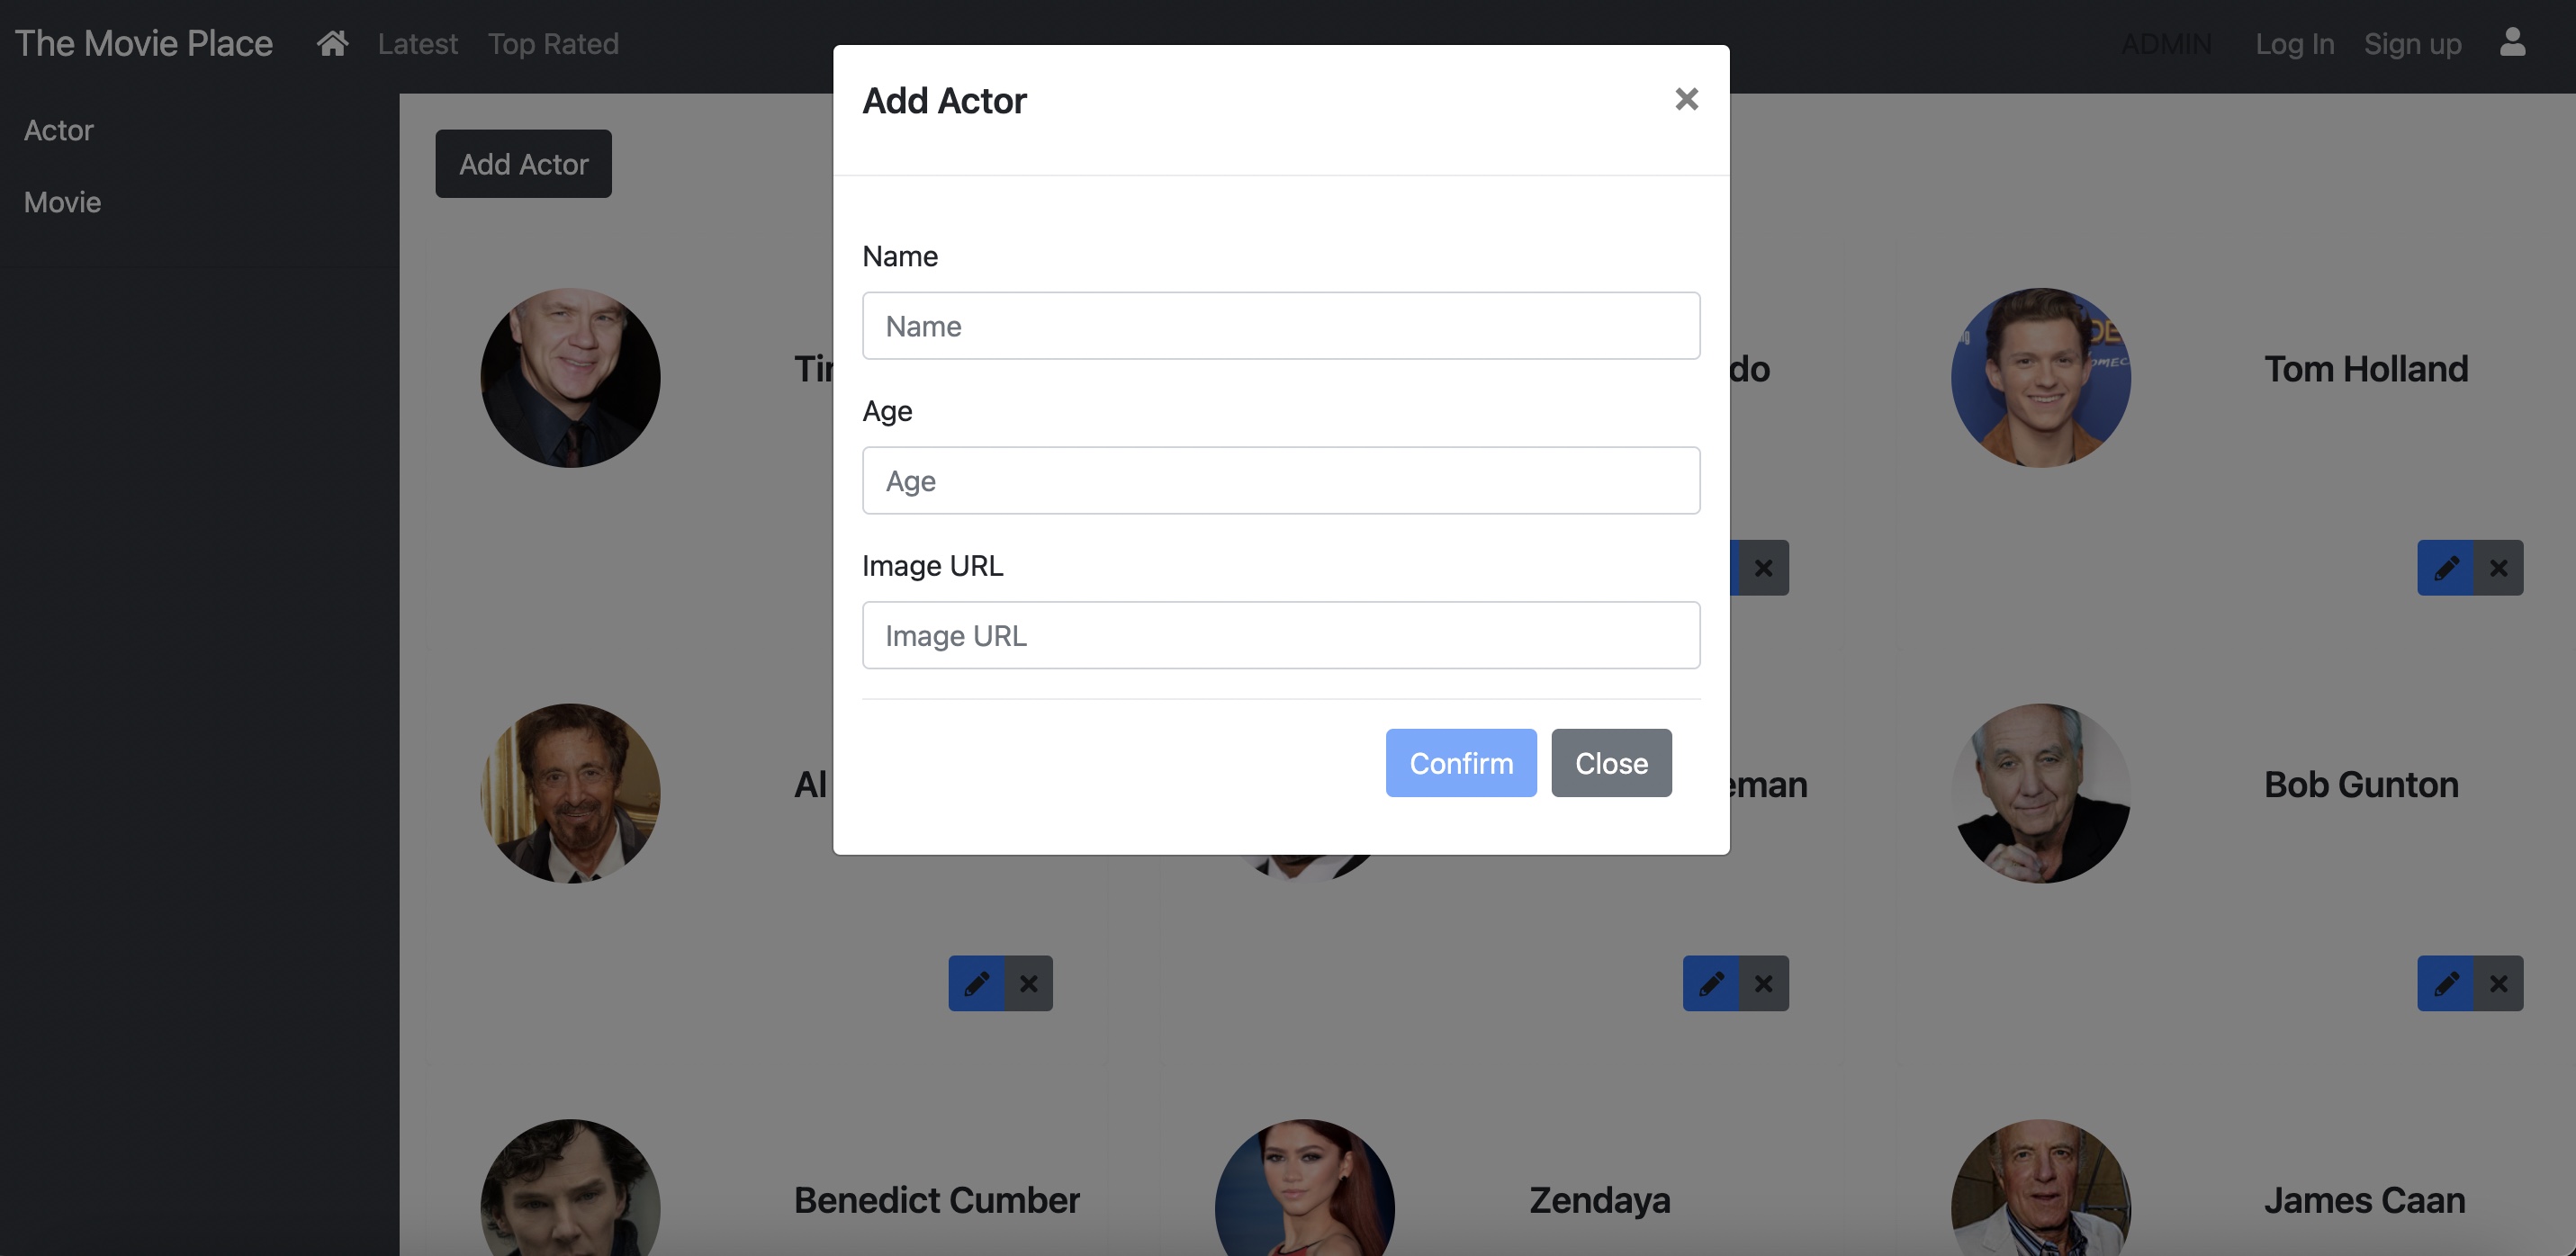 The Movie Place Latest Top Rated ADMIN Log In Sign up
Actor
Movie
Add Actor
Add Actor
Name
Name
Age
Age
Image URL
Image URL
Confirm Close
Tom Holland
Al
eman
Bob Gunton
Benedict Cumber
Zendaya
James Caan
do